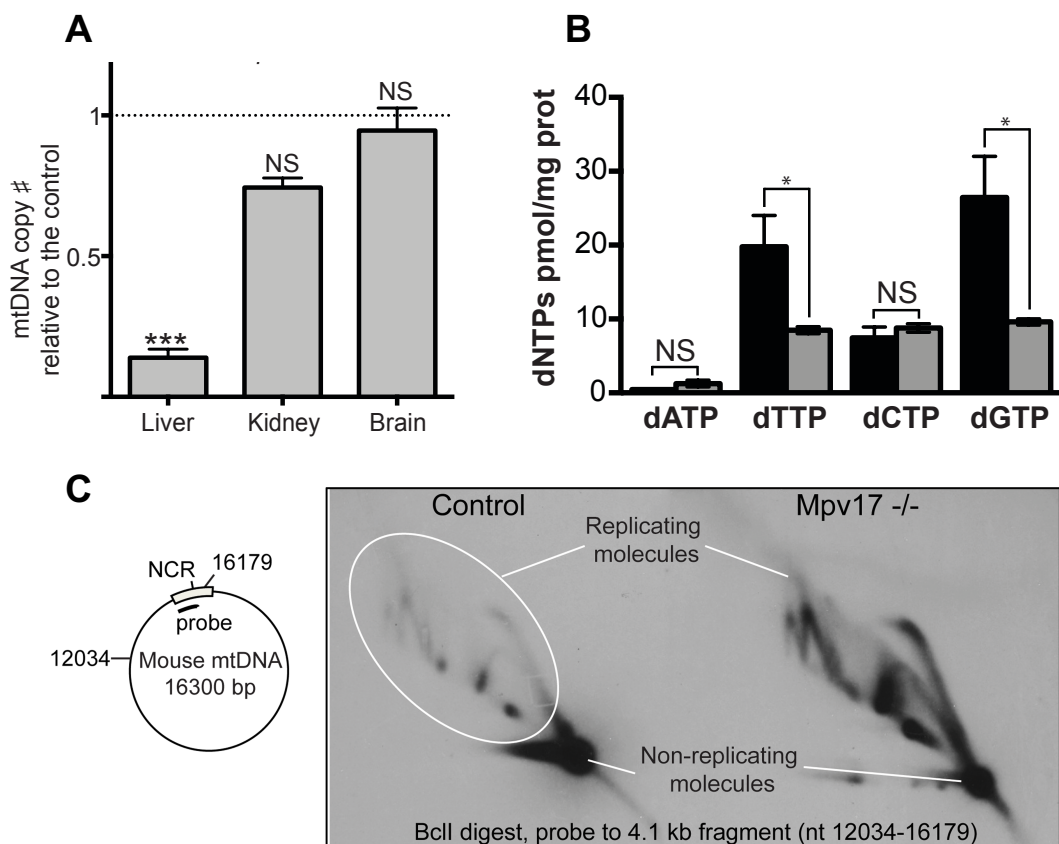 A
mtDNA copy #
relative to the control
1
0.5
***
NS
NS
Liver
Kidney
Brain
B
dNTPs pmol/mg prot
40
30
20
10
0
NS
*
NS
*
dATP
dTTP
dCTP
dGTP
C
NCR
16179
probe
12034
Mouse mtDNA
16300 bp
Control
Mpv17 -/-
Replicating
molecules
Non-replicating
molecules
BclI digest, probe to 4.1 kb fragment (nt 12034-16179)